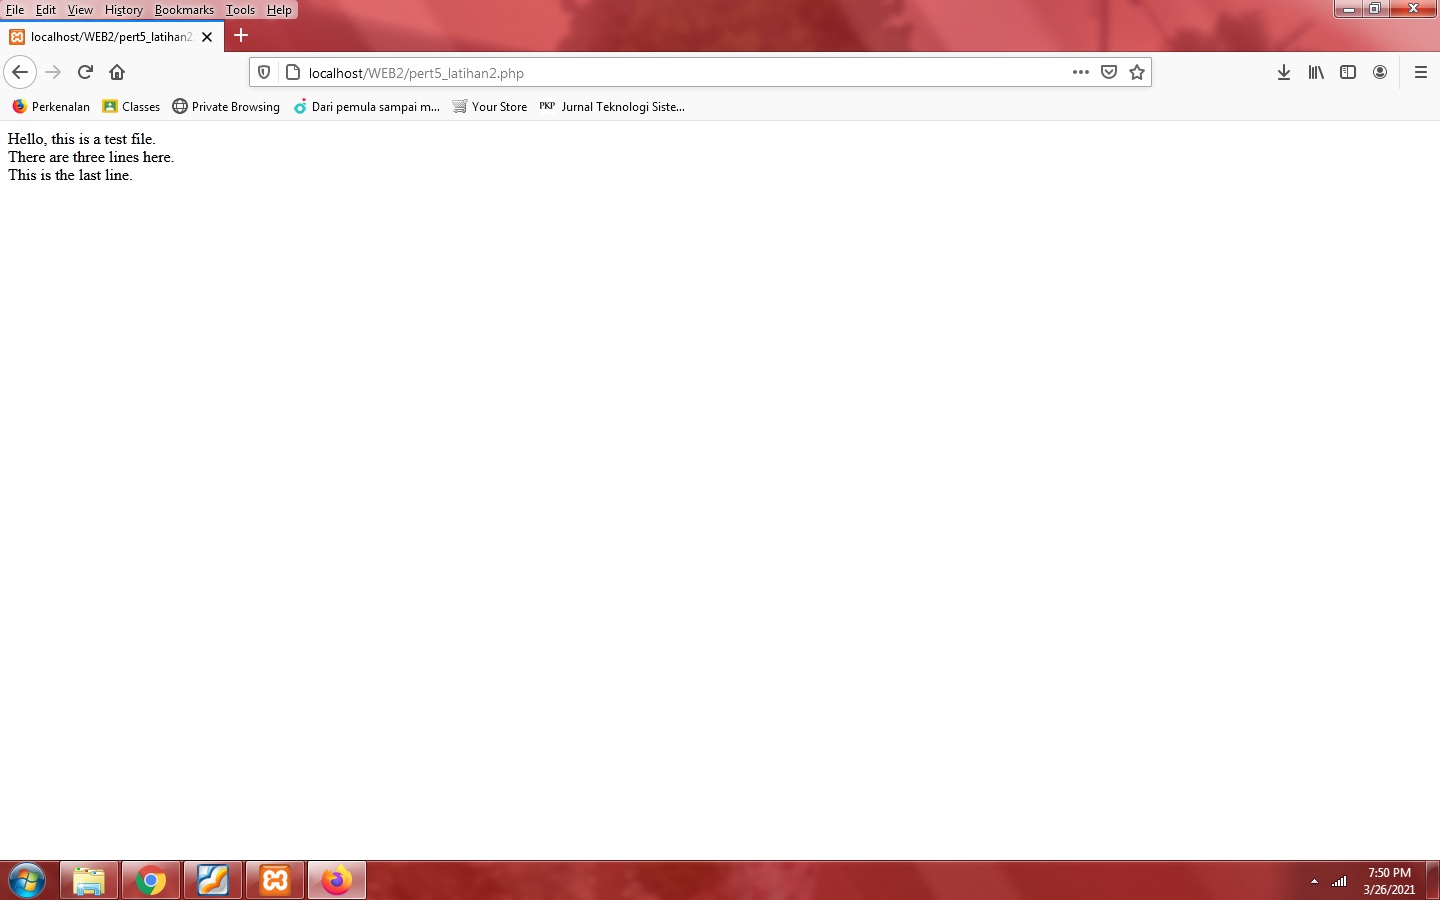 File Edit View History Bookmarks Tools Help
localhost/WEB2/pert5_latihan2
localhost/WEB2/pert5_latihan2.php
Perkenalan Classes Private Browsing Dari pemula sampai m... Your Store PKP Jurnal Teknologi Siste...
Hello, this is a test file.
There are three lines here.
This is the last line.
7:50 PM
3/26/2021